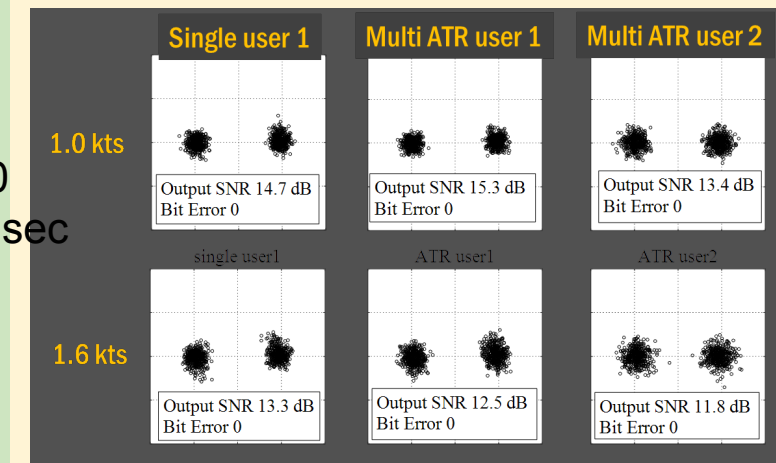 Single user 1
Multi ATR user 1
Multi ATR user 2
1.0 kts
0
sec
Output SNR 14.7 dB
Bit Error 0
Output SNR 15.3 dB
Bit Error 0
Output SNR 13.4 dB
Bit Error 0
single user1
ATR user1
ATR user2
1.6 kts
Output SNR 13.3 dB
Bit Error 0
Output SNR 12.5 dB
Bit Error 0
Output SNR 11.8 dB
Bit Error 0